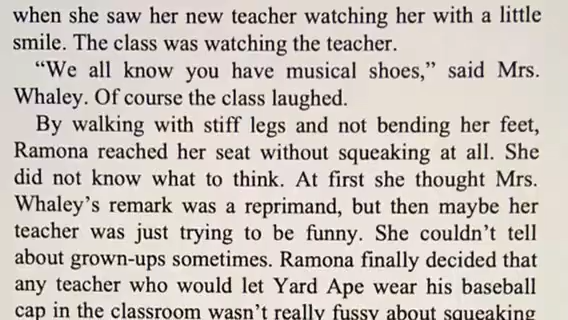 when she saw her new teacher watching her with a little
smile. The class was watching the teacher.
“We all know you have musical shoes,” said Mrs.
Whaley. Of course the class laughed.
By walking with stiff legs and not bending her feet,
Ramona reached her seat without squeaking at all. She
did not know what to think. At first she thought Mrs.
Whaley’s remark was a reprimand, but then maybe her
teacher was just trying to be funny. She couldn’t tell
about grown-ups sometimes. Ramona finally decided that
any teacher who would let Yard Ape wear his baseball
cap in the classroom wasn’t really fussy about squeaking